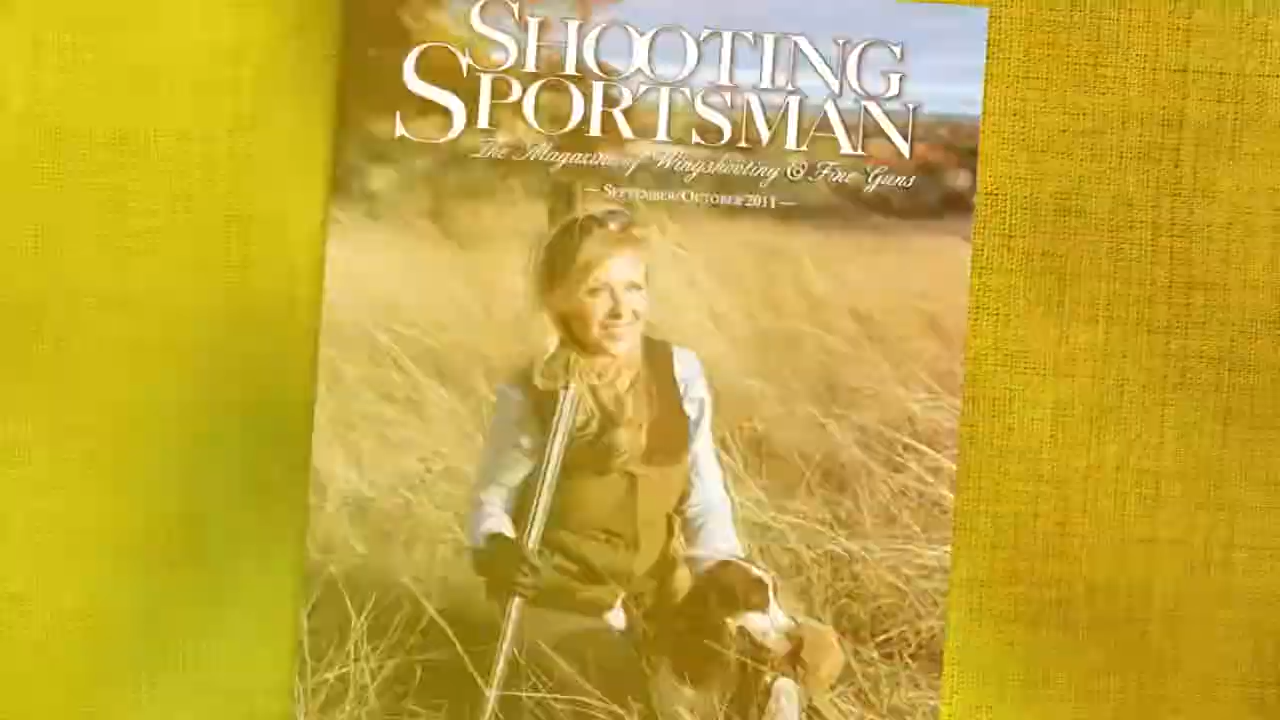 SHOOTING
SPORTSMAN
The Magazine of Wingshooting & Fine Guns
— SEPTEMBER/OCTOBER 2011 —